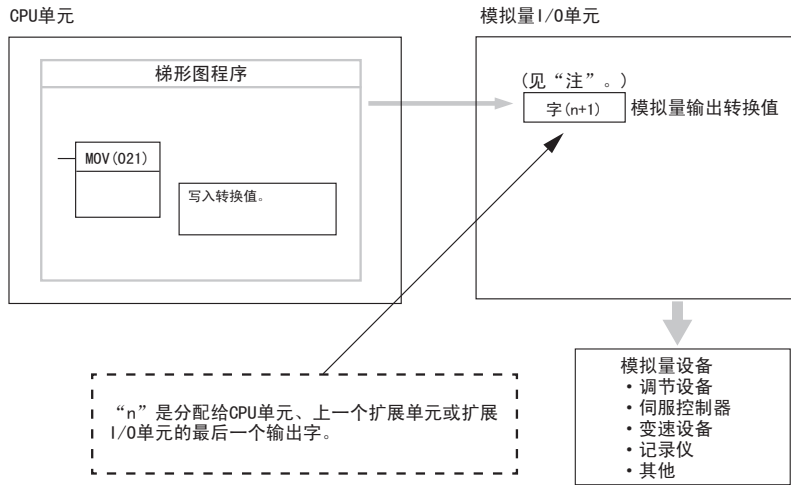 CPU单元
模拟量I/O单元
梯形图程序
(见“注”。)
字(n+1)
模拟量输出转换值
MOV(021)
写入转换值。
“n”是分配给CPU单元、上一个扩展单元或扩展
I/O单元的最后一个输出字。
模拟量设备
・调节设备
・伺服控制器
・变速设备
・记录仪
・其他